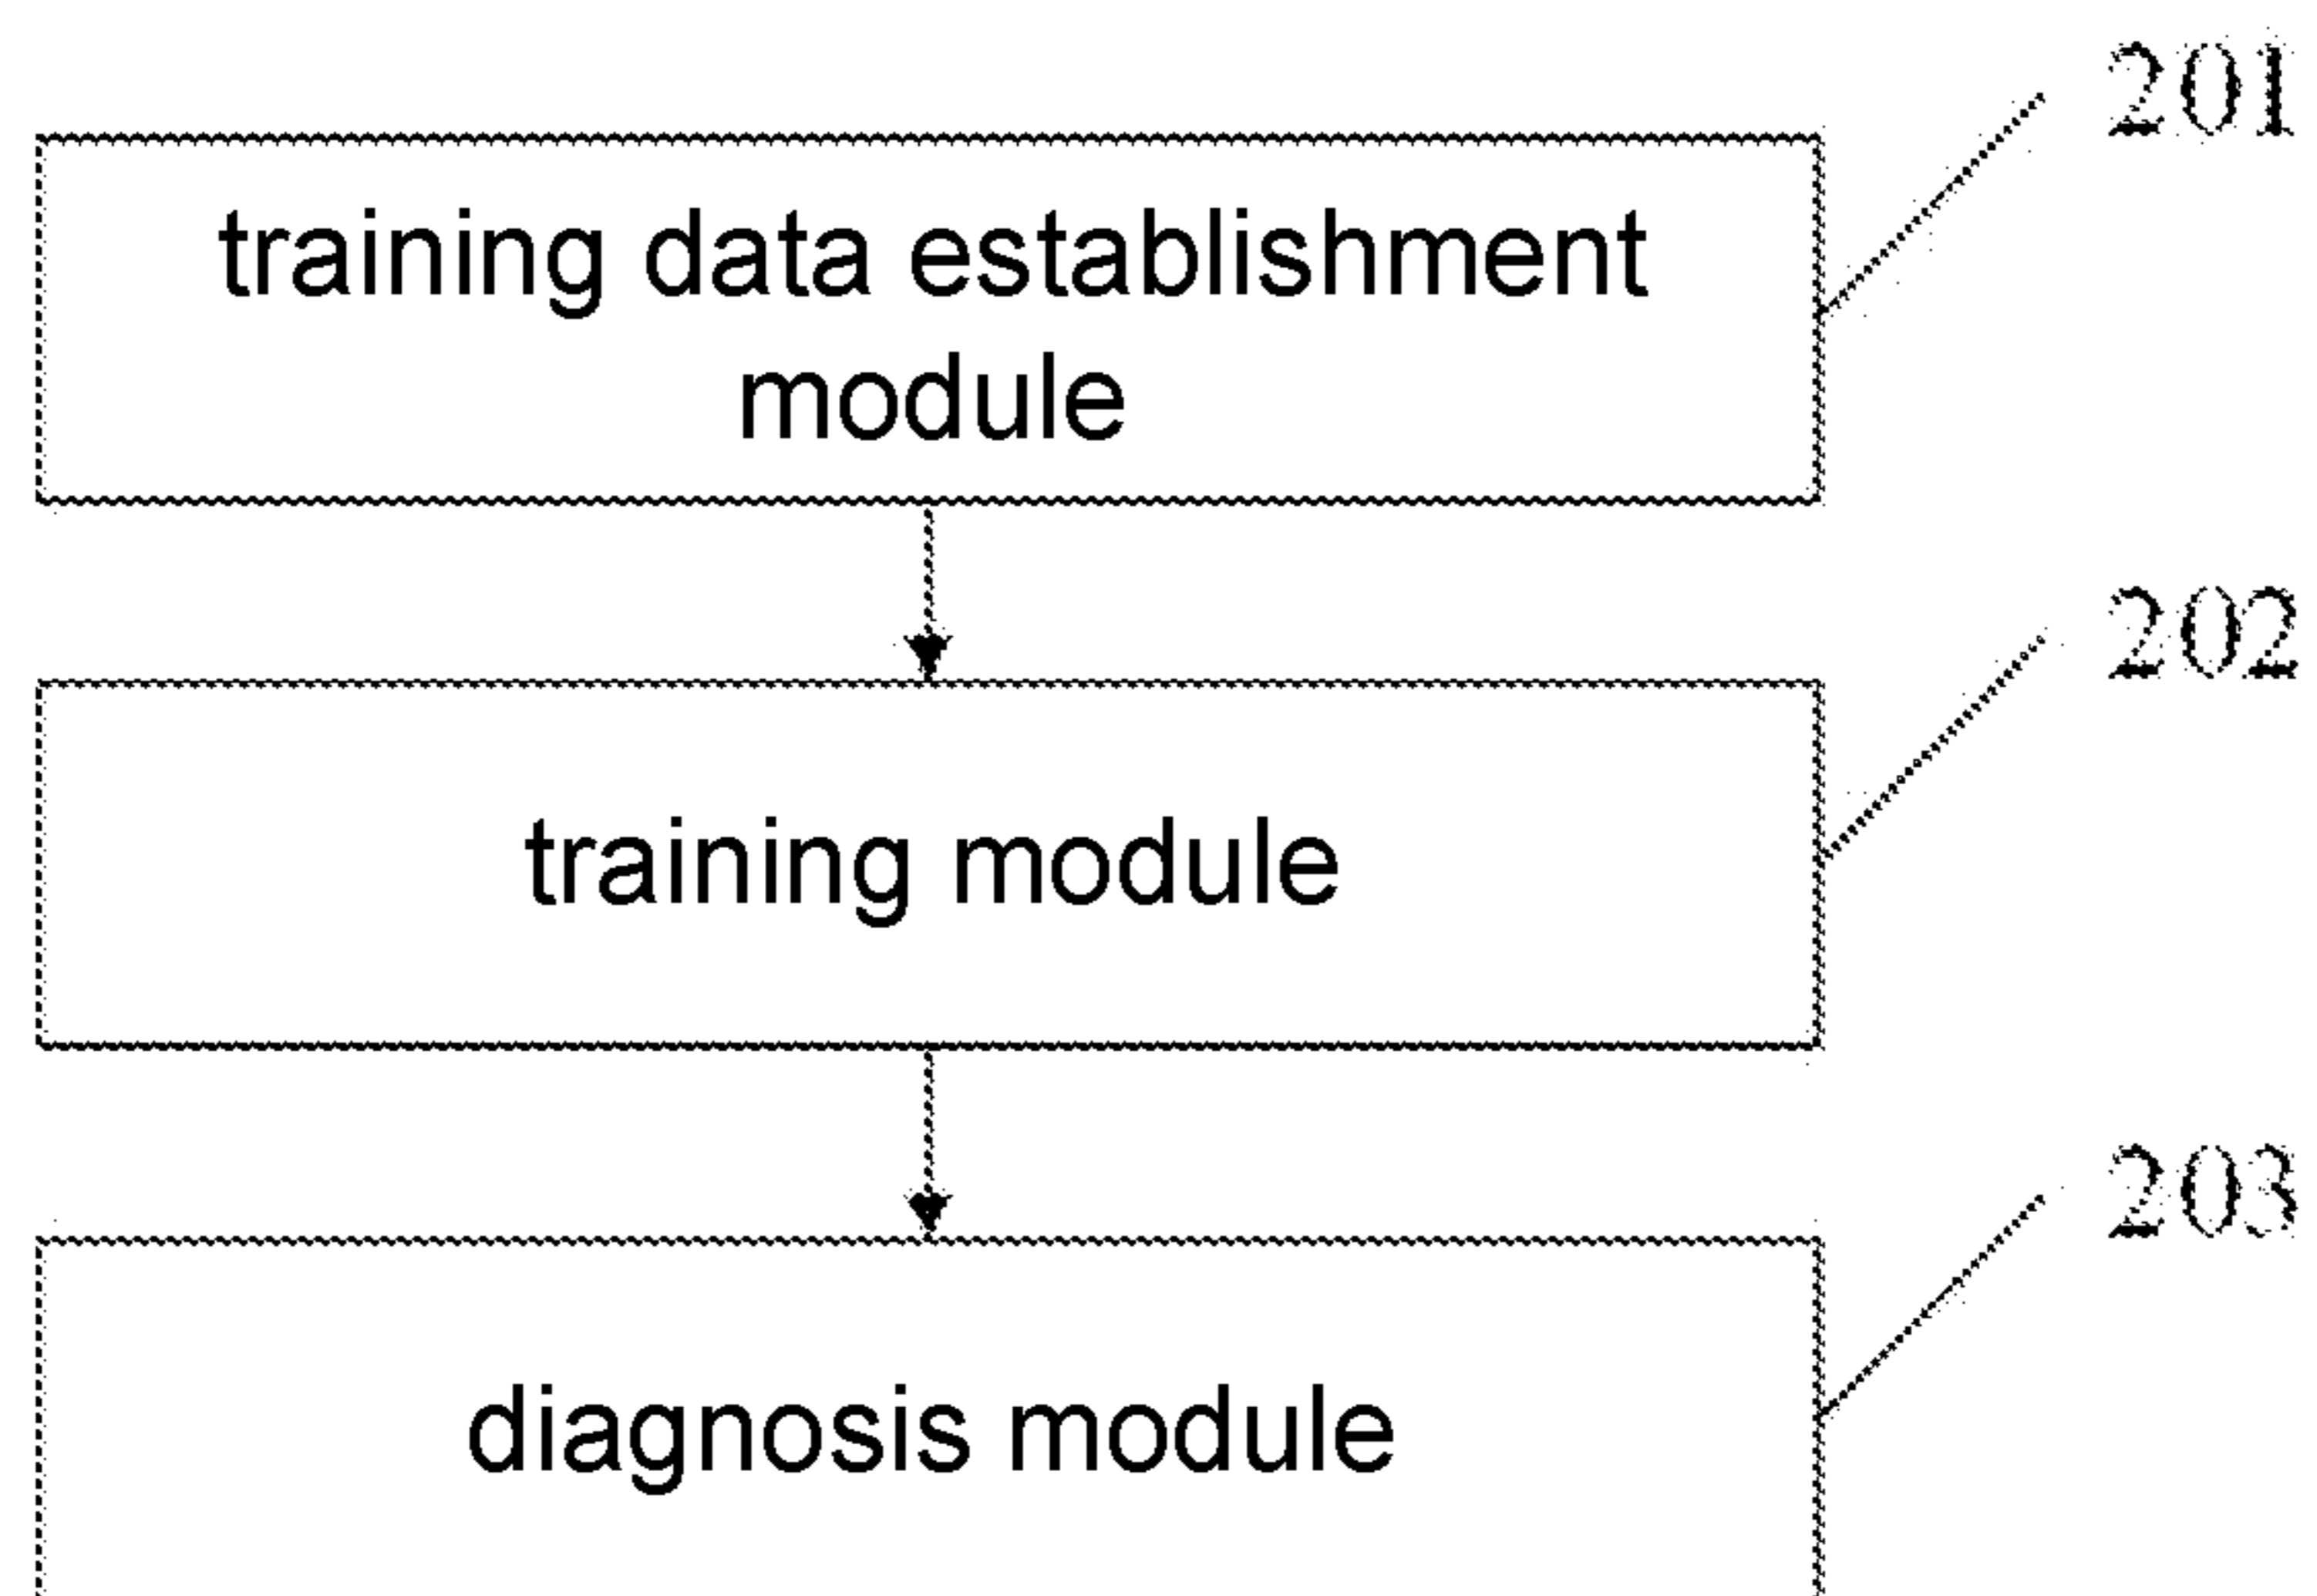 201
training data establishment
module
202
training module
203
diagnosis module